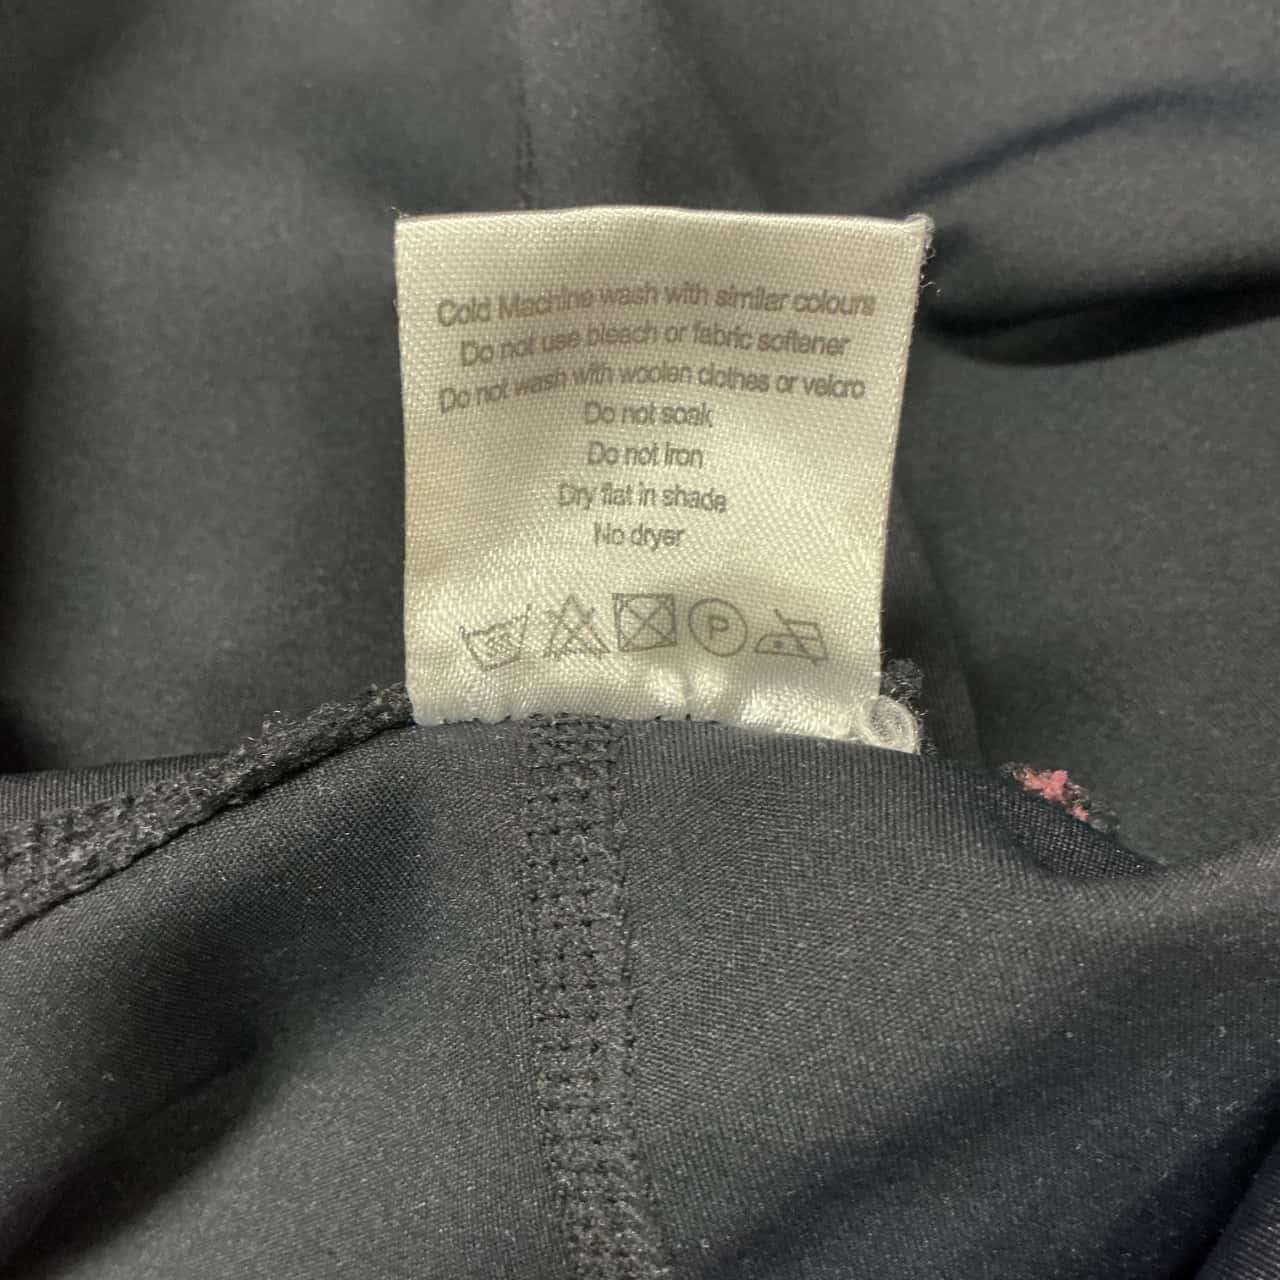 Cold Machine wash with similar colours
Do not use bleach or fabric softener
Do not wash with woolen clothes or velcro
Do not soak
Do not iron
Dry flat in shade
No dryer
P